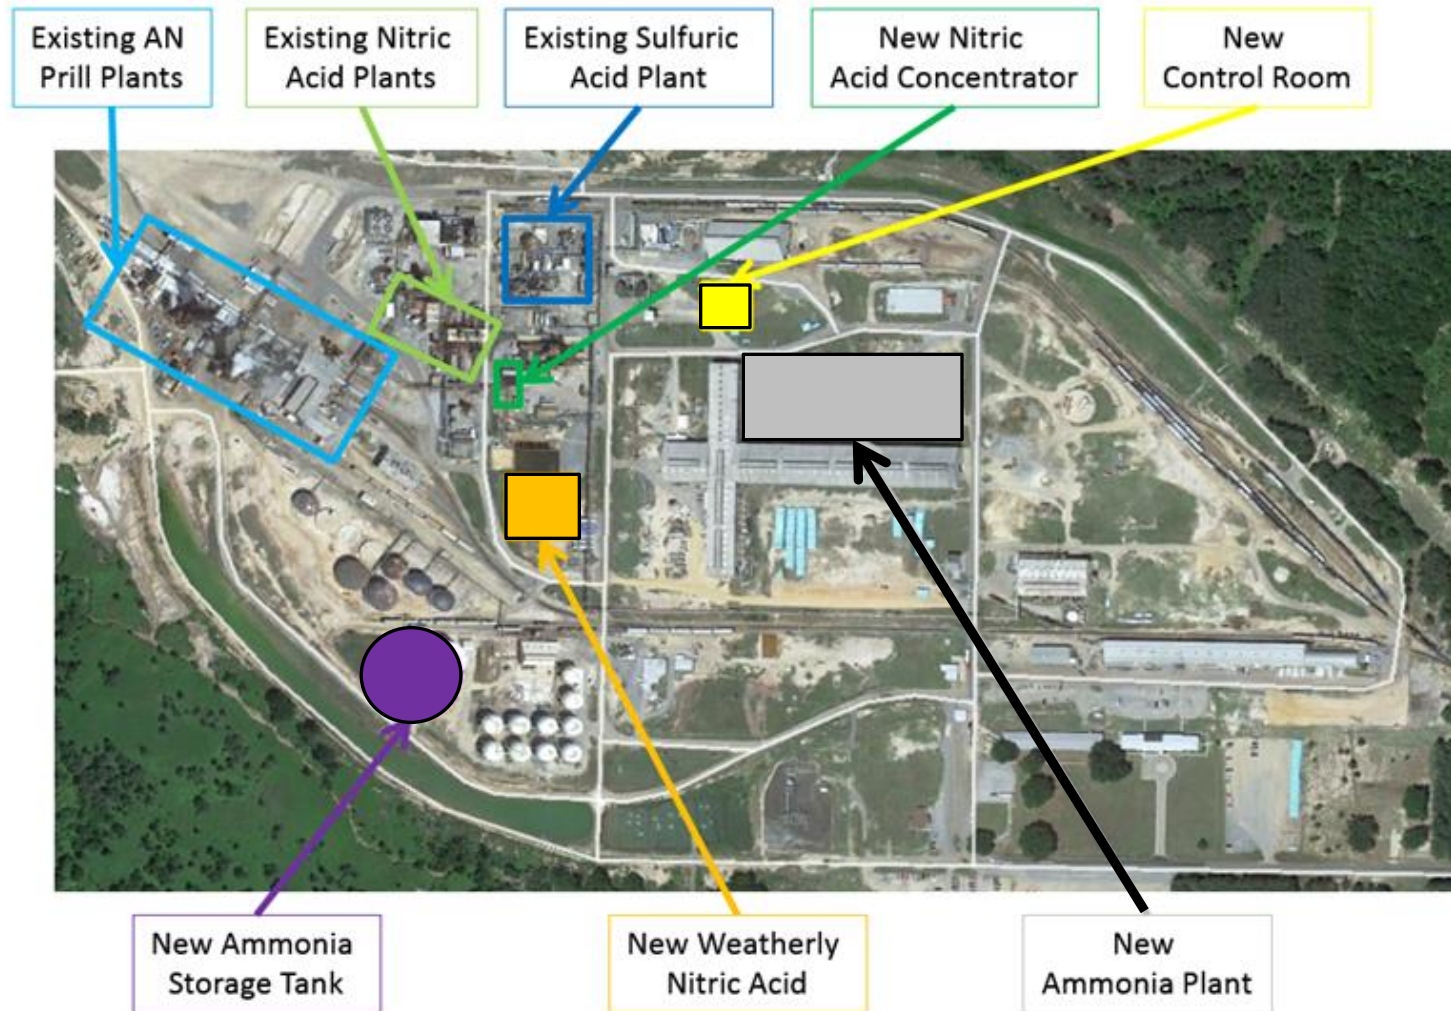 Existing AN
Prill Plants
Existing Nitric
Acid Plants
Existing Sulfuric
Acid Plant
New Nitric
Acid Concentrator
New
Control Room
New Ammonia
Storage Tank
New Weatherly
Nitric Acid
New
Ammonia Plant